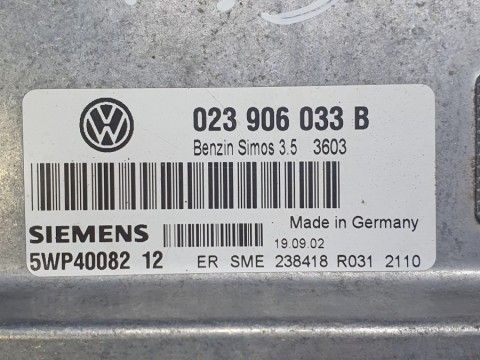 023 906 033 B
Benzin Simos 3.5 3603
Made in Germany
SIEMENS 19.09.02
5WP40082 12 ER SME 238418 R031 2110